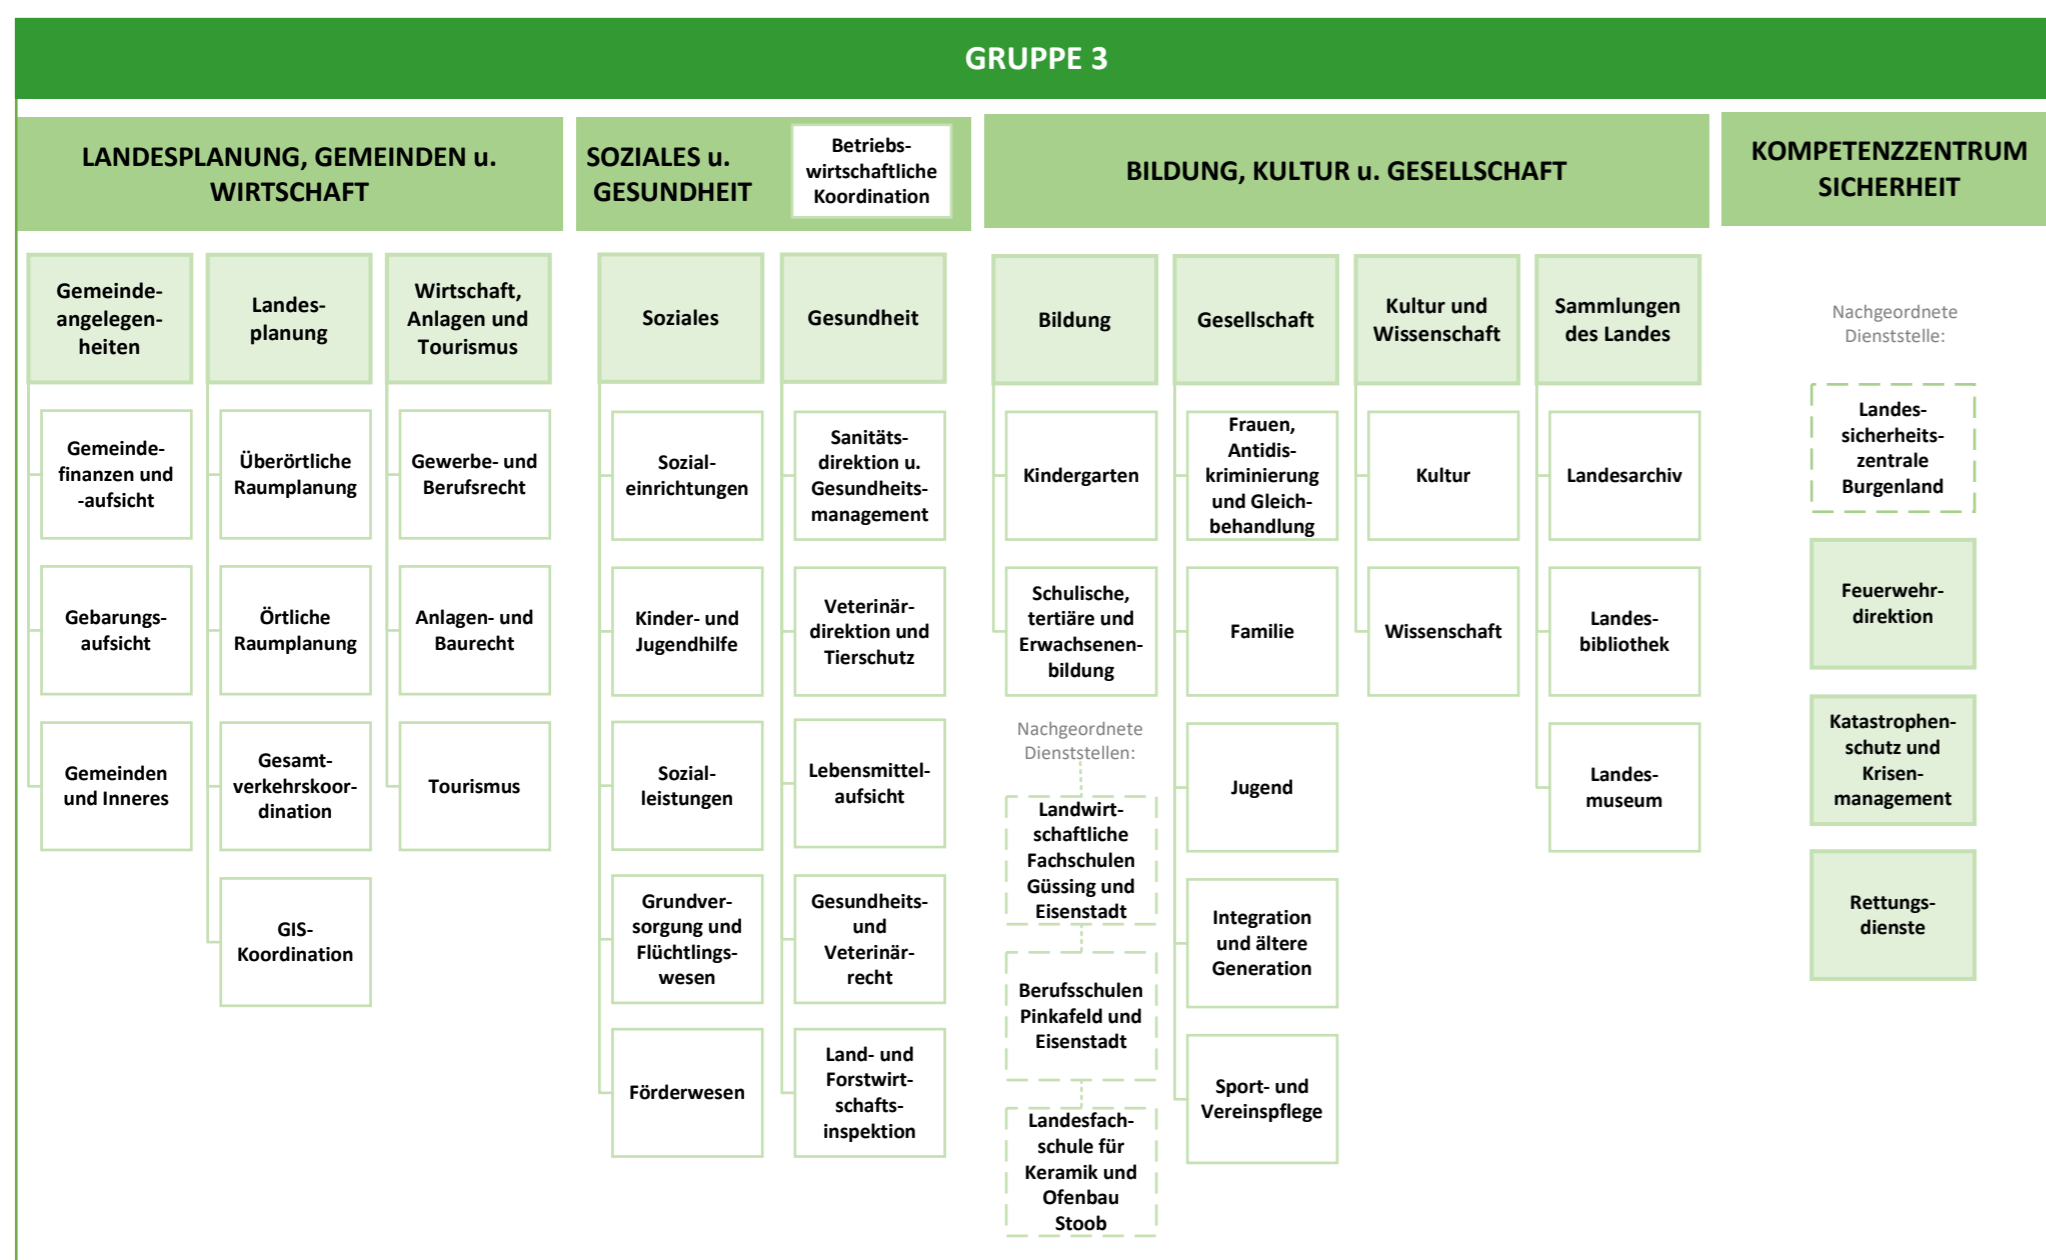 GRUPPE 3
LANDESPLANUNG, GEMEINDEN u.
WIRTSCHAFT
Gemeinde-
angelegen-
heiten
Gemeinde-
finanzen und
-aufsicht
Gebarungs-
aufsicht
Gemeinden
und Inneres
Landes-
planung
Überörtliche
Raumplanung
Örtliche
Raumplanung
Gesamt-
verkehrskoor-
dination
GIS-
Koordination
Wirtschaft,
Anlagen und
Tourismus
Gewerbe- und
Berufsrecht
Anlagen- und
Baurecht
Tourismus
SOZIALES u.
GESUNDHEIT
Betriebs-
wirtschaftliche
Koordination
Soziales
Sozial-
einrichtungen
Kinder- und
Jugendhilfe
Sozial-
leistungen
Grundver-
sorgung und
Flüchtlings-
wesen
Förderwesen
Gesundheit
Sanitäts-
direktion u.
Gesundheits-
management
Veterinär-
direktion und
Tierschutz
Lebensmittel-
aufsicht
Gesundheits-
und
Veterinär-
recht
Land- und
Forstwirt-
schafts-
inspektion
BILDUNG, KULTUR u. GESELLSCHAFT
Bildung
Kindergarten
Schulische,
tertiäre und
Erwachsenen-
bildung
Nachgeordnete
Dienststellen:
Landwirt-
schaftliche
Fachschulen
Güssing und
Eisenstadt
Berufsschulen
Pinkafeld und
Eisenstadt
Landesfach-
schule für
Keramik und
Ofenbau
Stoob
Gesellschaft
Frauen,
Antidis-
kriminierung
und Gleich-
behandlung
Familie
Jugend
Integration
und ältere
Generation
Sport- und
Vereinspflege
Kultur und
Wissenschaft
Kultur
Wissenschaft
Sammlungen
des Landes
Landesarchiv
Landes-
bibliothek
Landes-
museum
KOMPETENZZENTRUM
SICHERHEIT
Nachgeordnete
Dienststelle:
Landes-
sicherheits-
zentrale
Burgenland
Feuerwehr-
direktion
Katastrophen-
schutz und
Krisen-
management
Rettungs-
dienste